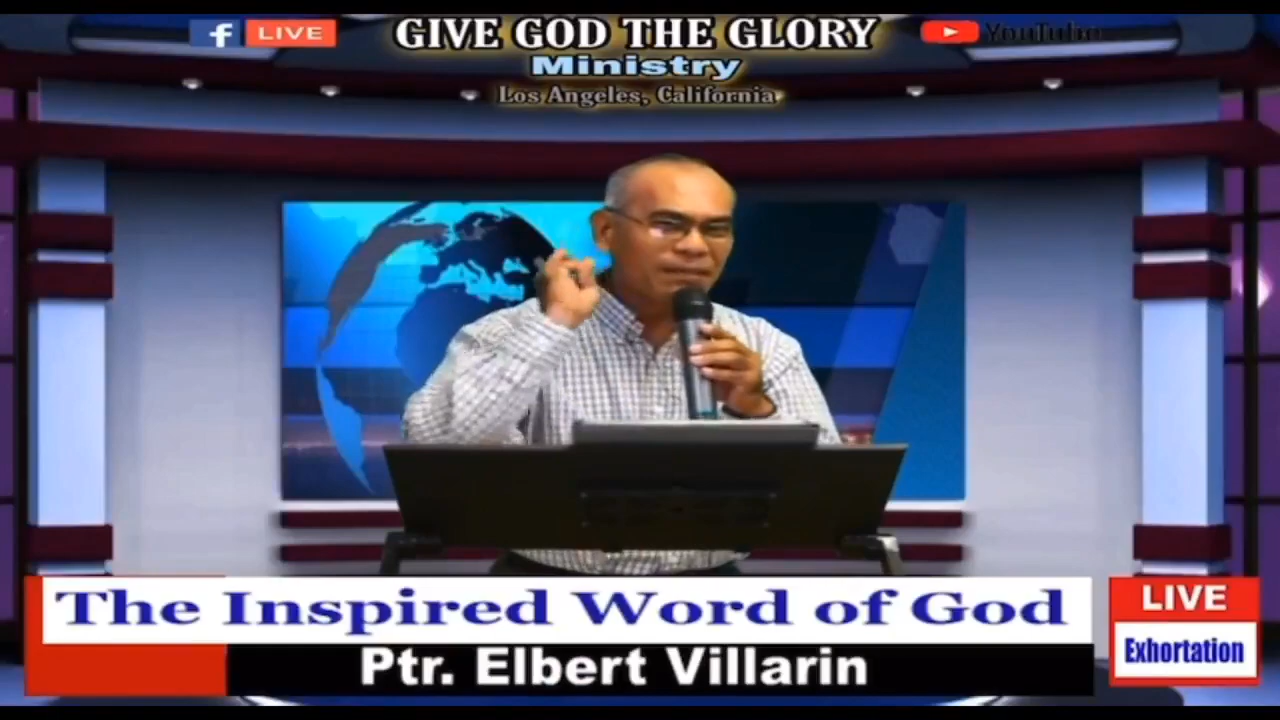 f LIVE
GIVE GOD THE GLORY
YouTube
Ministry
Los Angeles, California
The Inspired Word of God
LIVE
Ptr. Elbert Villarin
Exhortation